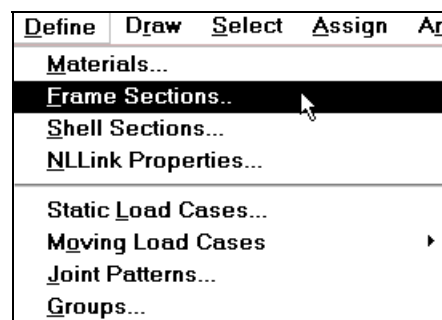 Define Draw Select Assign
Materials...
Frame Sections..
Shell Sections...
NLLink Properties...
Static Load Cases...
Moving Load Cases
Joint Patterns...
Groups...